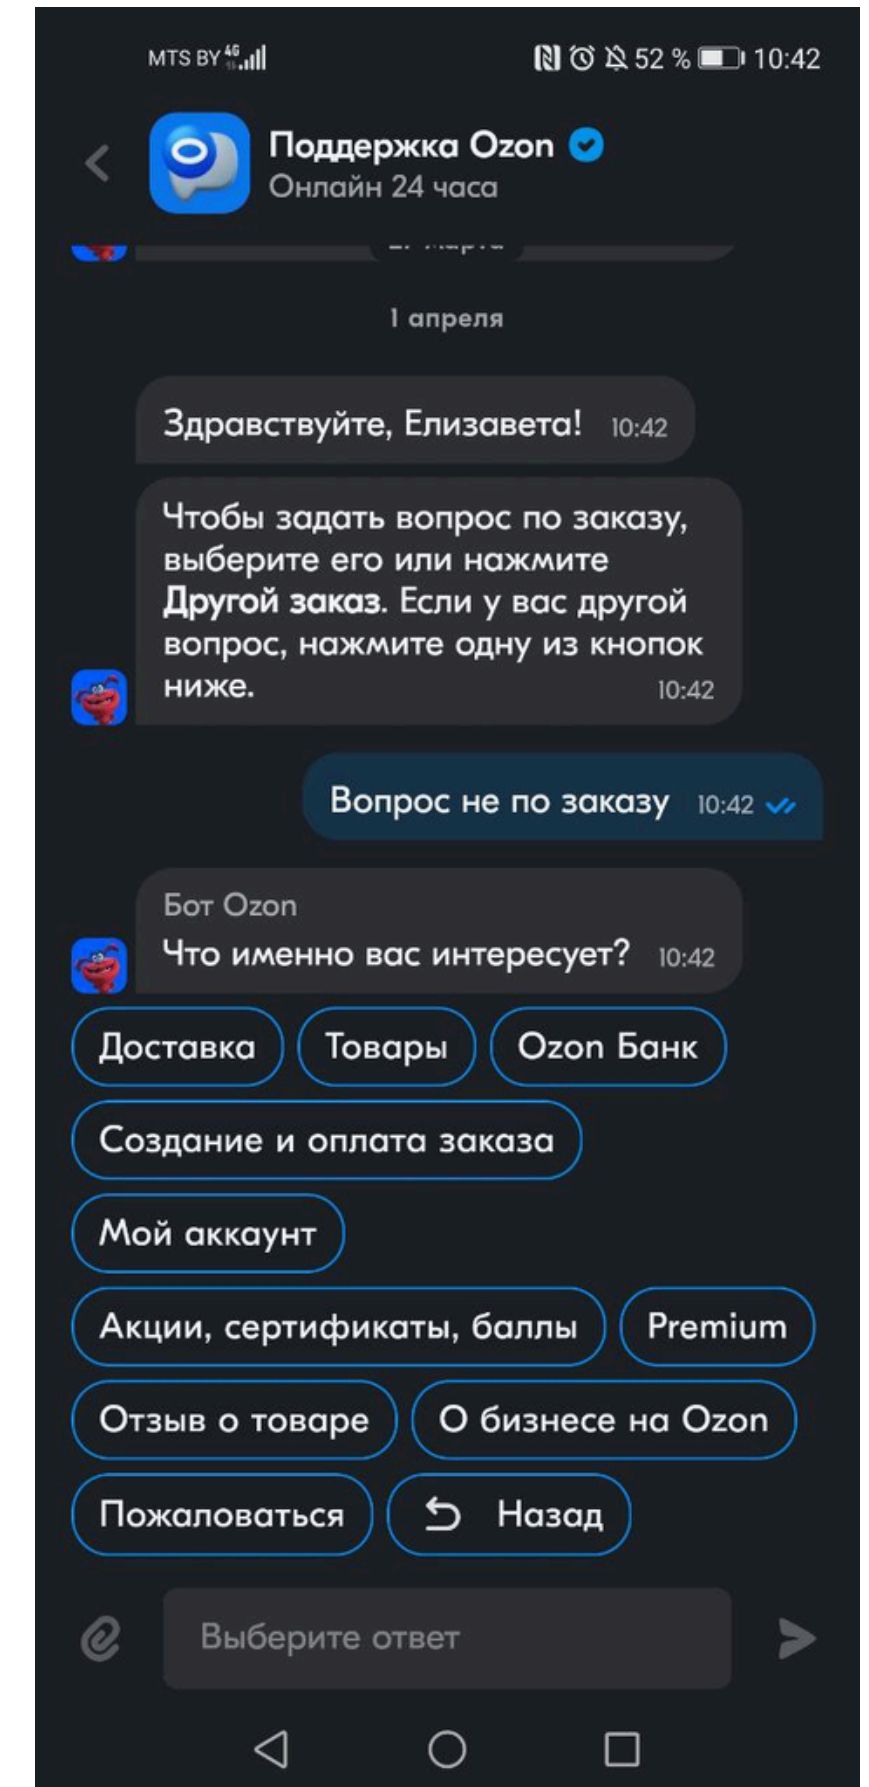 MTS BY 4G 52 % 10:42
Поддержка Ozon
Онлайн 24 часа
1 апреля
Здравствуйте, Елизавета! 10:42
Чтобы задать вопрос по заказу,
выберите его или нажмите
Другой заказ. Если у вас другой
вопрос, нажмите одну из кнопок
ниже. 10:42
Вопрос не по заказу 10:42
Бот Ozon
Что именно вас интересует? 10:42
Доставка Товары Ozon Банк
Создание и оплата заказа
Мой аккаунт
Акции, сертификаты, баллы Premium
Отзыв о товаре О бизнесе на Ozon
Пожаловаться Назад
Выберите ответ